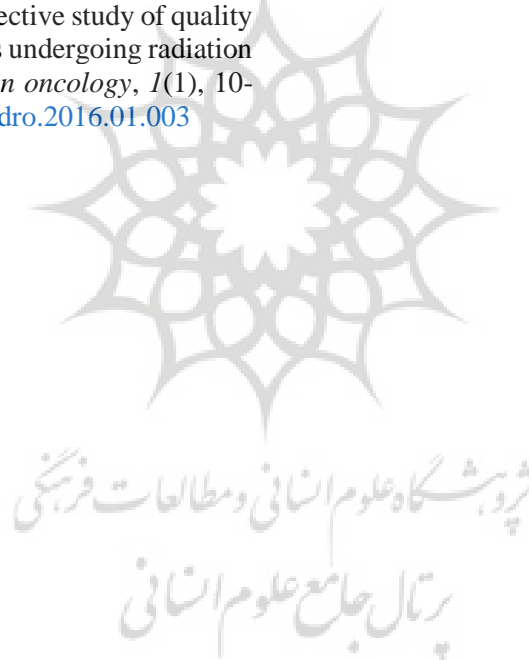 ective study of quality
s undergoing radiation
n oncology, 1(1), 10-
dro.2016.01.003
پژوهشگاه علوم انسانی و مطالعات فرهنگی
پرتال جامع علوم انسانی